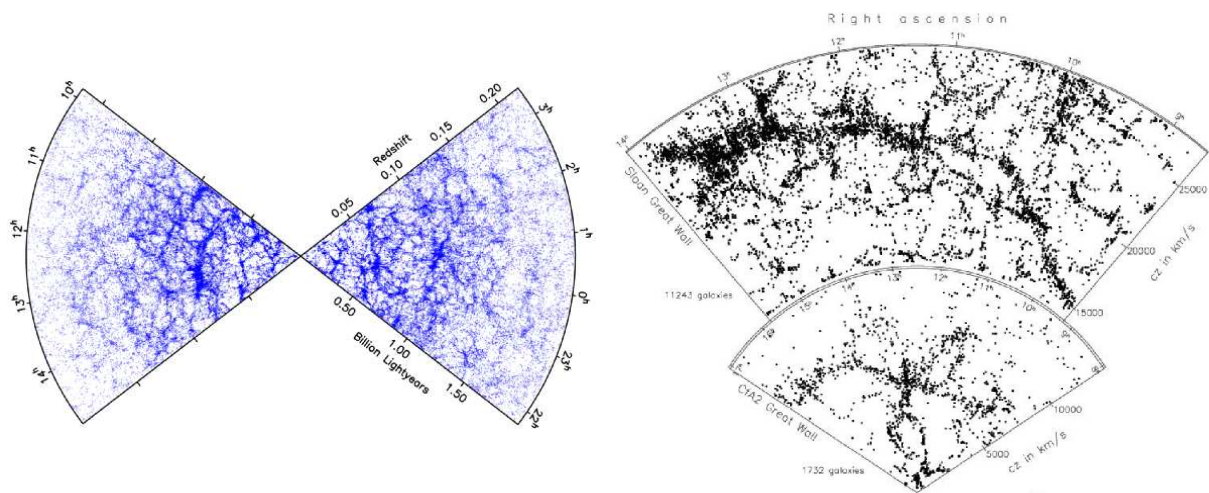 10h
11h
12h
13h
14h
Redshift
0.05
0.10
0.15
0.20
3h
2h
1h
0h
23h
22h
0.50
1.00
1.50
Billion Lightyears
Right ascension
14h
13h
12h
11h
10h
9h
Sloan Great Wall
11243 galaxies
25000
20000
15000
cz in km/s
16h
15h
14h
13h
12h
11h
10h
9h
8h
CfA2 Great Wall
1732 galaxies
10000
5000
cz in km/s